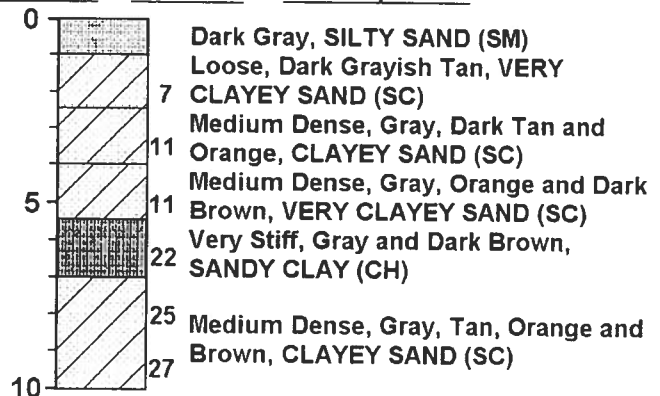 0
Dark Gray, SILTY SAND (SM)
Loose, Dark Grayish Tan, VERY
7 CLAYEY SAND (SC)
Medium Dense, Gray, Dark Tan and
11 Orange, CLAYEY SAND (SC)
Medium Dense, Gray, Orange and Dark
5 11 Brown, VERY CLAYEY SAND (SC)
Very Stiff, Gray and Dark Brown,
22 SANDY CLAY (CH)
25 Medium Dense, Gray, Tan, Orange and
27 Brown, CLAYEY SAND (SC)
10